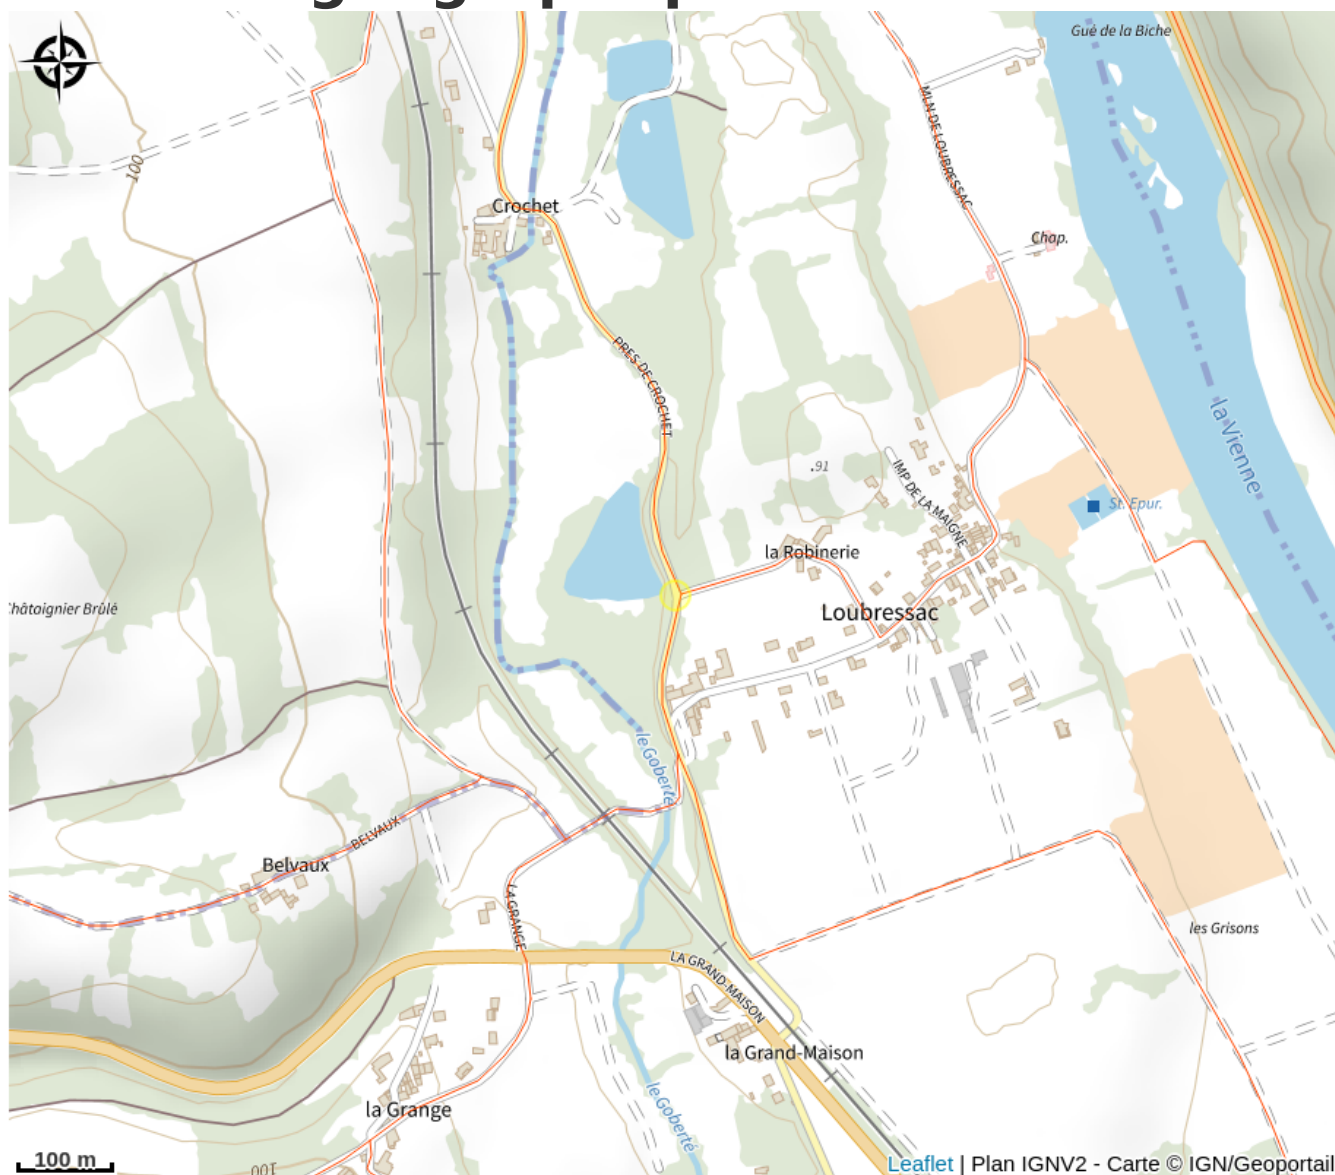 Gué de la Biche
MLN DE LOUBRESSAC
100
Crochet
Chap.
PRES DE CROCHET
la Vienne
.91
IMP DE LA MAIGNE
St. Epur.
la Robinerie
Châtoignier Brûlé
Loubressac
le Goberté
BELVAUX
Belvaux
LA GRANGE
les Grisons
LA GRAND-MAISON
la Grand-Maison
le Goberté
la Grange
100 m
100
Leaflet | Plan IGNV2 - Carte © IGN/Geoportail